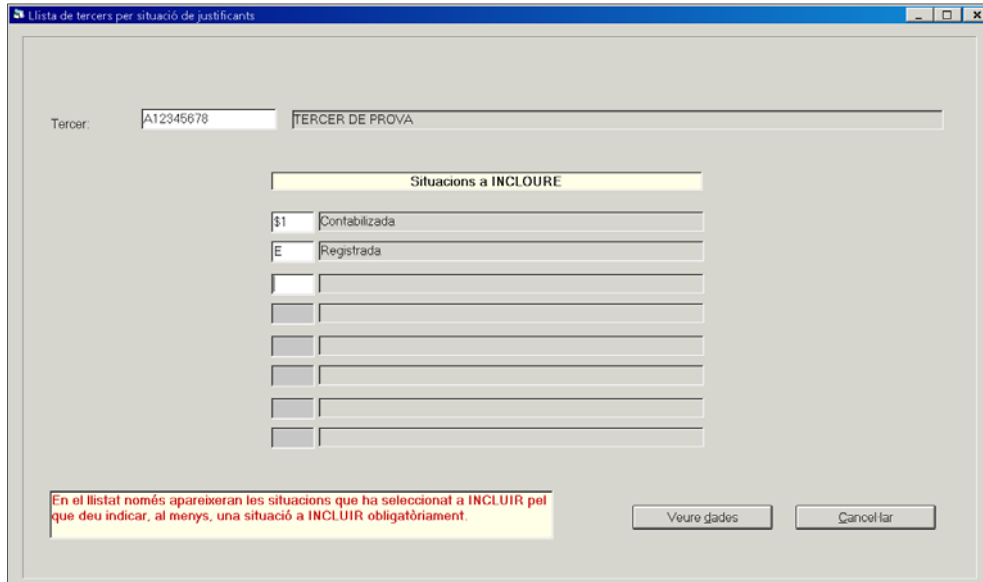 Llista de tercers per situació de justificants
Tercer: A12345678 TERCER DE PROVA
Situacions a INCLOURE
$1 Contabilizada
E Registrada
En el llistat només apareixeran les situacions que ha seleccionat a INCLUIR pel
que deu indicar, al menys, una situació a INCLUIR obligatòriament.
Veure dades Cancel·lar